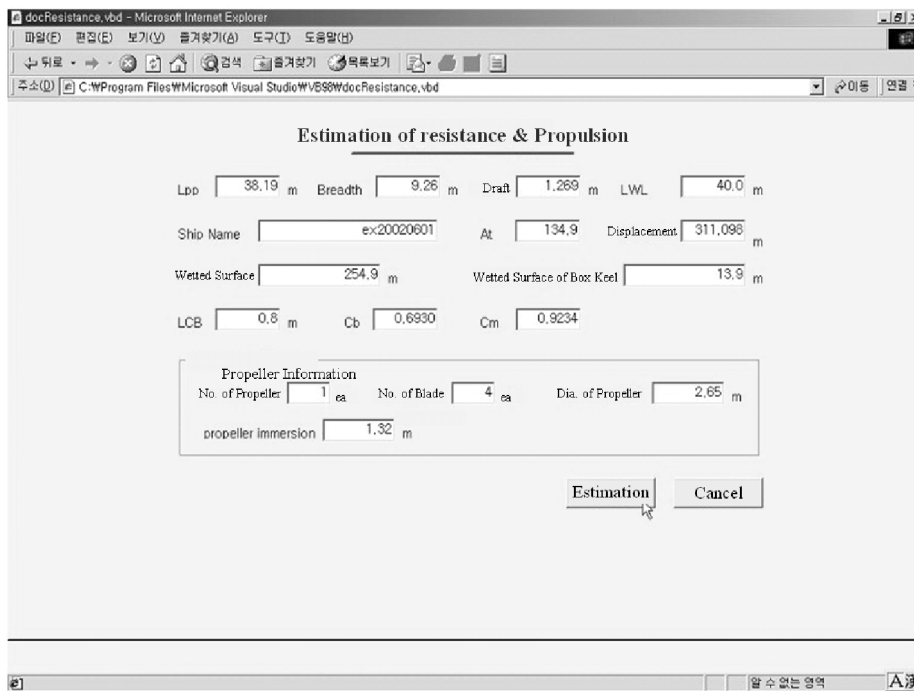 docResistance.vbd - Microsoft Internet Explorer
파일(F) 편집(E) 보기(V) 즐겨찾기(A) 도구(T) 도움말(H)
뒤로 검색 즐겨찾기 목록보기
주소(D) C:₩Program Files₩Microsoft Visual Studio₩VB98₩docResistance.vbd 이동 연결
Estimation of resistance & Propulsion
Lpp 38.19 m Breadth 9.26 m Draft 1.269 m LWL 40.0 m
Ship Name ex20020601 At 134.9 Displacement 311.098 m
Wetted Surface 254.9 m Wetted Surface of Box Keel 13.9 m
LCB 0.8 m Cb 0.6930 Cm 0.9234
Propeller Information
No. of Propeller 1 ea No. of Blade 4 ea Dia. of Propeller 2.65 m
propeller immersion 1.32 m
Estimation Cancel
알 수 없는 영역 A漢